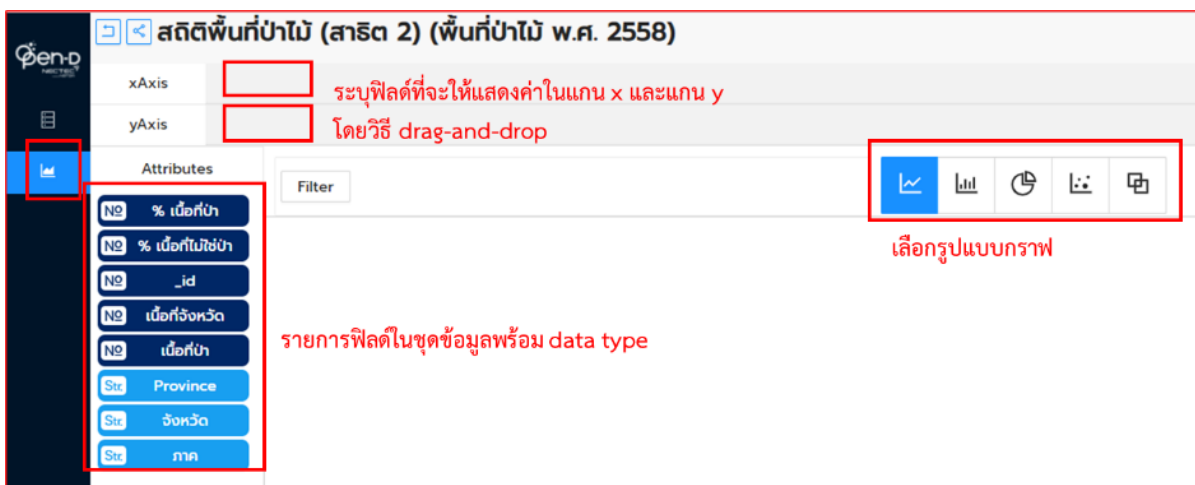 สถิติพื้นที่ป่าไม้ (สาธิต 2) (พื้นที่ป่าไม้ พ.ศ. 2558)
Open-D
NECTEC
xAxis
ระบุฟิลด์ที่จะให้แสดงค่าในแกน x และแกน y
yAxis
โดยวิธี drag-and-drop
Attributes
Filter
เลือกรูปแบบกราฟ
No % เนื้อที่ป่า
No % เนื้อที่ไม่ใช่ป่า
No _id
No เนื้อที่จังหวัด
No เนื้อที่ป่า
รายการฟิลด์ในชุดข้อมูลพร้อม data type
Str. Province
Str. จังหวัด
Str. ภาค